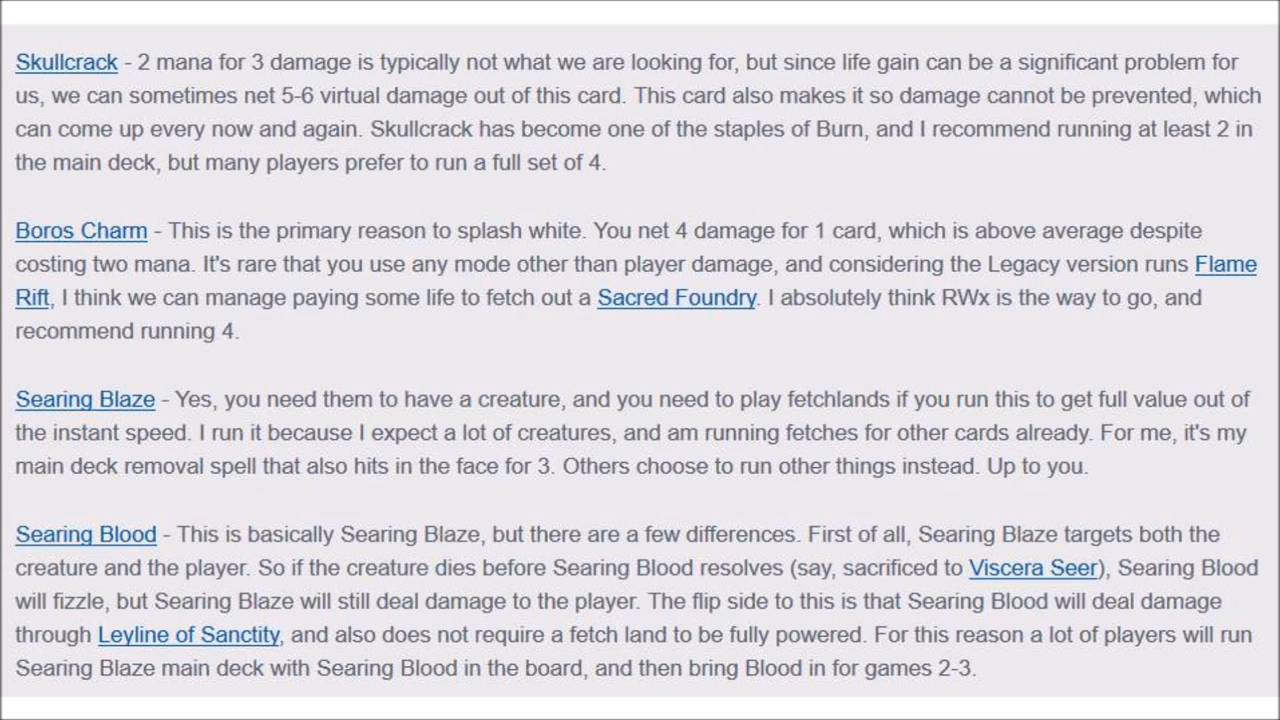 Skullcrack - 2 mana for 3 damage is typically not what we are looking for, but since life gain can be a significant problem for
us, we can sometimes net 5-6 virtual damage out of this card. This card also makes it so damage cannot be prevented, which
can come up every now and again. Skullcrack has become one of the staples of Burn, and I recommend running at least 2 in
the main deck, but many players prefer to run a full set of 4.
Boros Charm - This is the primary reason to splash white. You net 4 damage for 1 card, which is above average despite
costing two mana. It's rare that you use any mode other than player damage, and considering the Legacy version runs Flame
Rift, I think we can manage paying some life to fetch out a Sacred Foundry. I absolutely think RWx is the way to go, and
recommend running 4.
Searing Blaze - Yes, you need them to have a creature, and you need to play fetchlands if you run this to get full value out of
the instant speed. I run it because I expect a lot of creatures, and am running fetches for other cards already. For me, it's my
main deck removal spell that also hits in the face for 3. Others choose to run other things instead. Up to you.
Searing Blood - This is basically Searing Blaze, but there are a few differences. First of all, Searing Blaze targets both the
creature and the player. So if the creature dies before Searing Blood resolves (say, sacrificed to Viscera Seer), Searing Blood
will fizzle, but Searing Blaze will still deal damage to the player. The flip side to this is that Searing Blood will deal damage
through Leyline of Sanctity, and also does not require a fetch land to be fully powered. For this reason a lot of players will run
Searing Blaze main deck with Searing Blood in the board, and then bring Blood in for games 2-3.